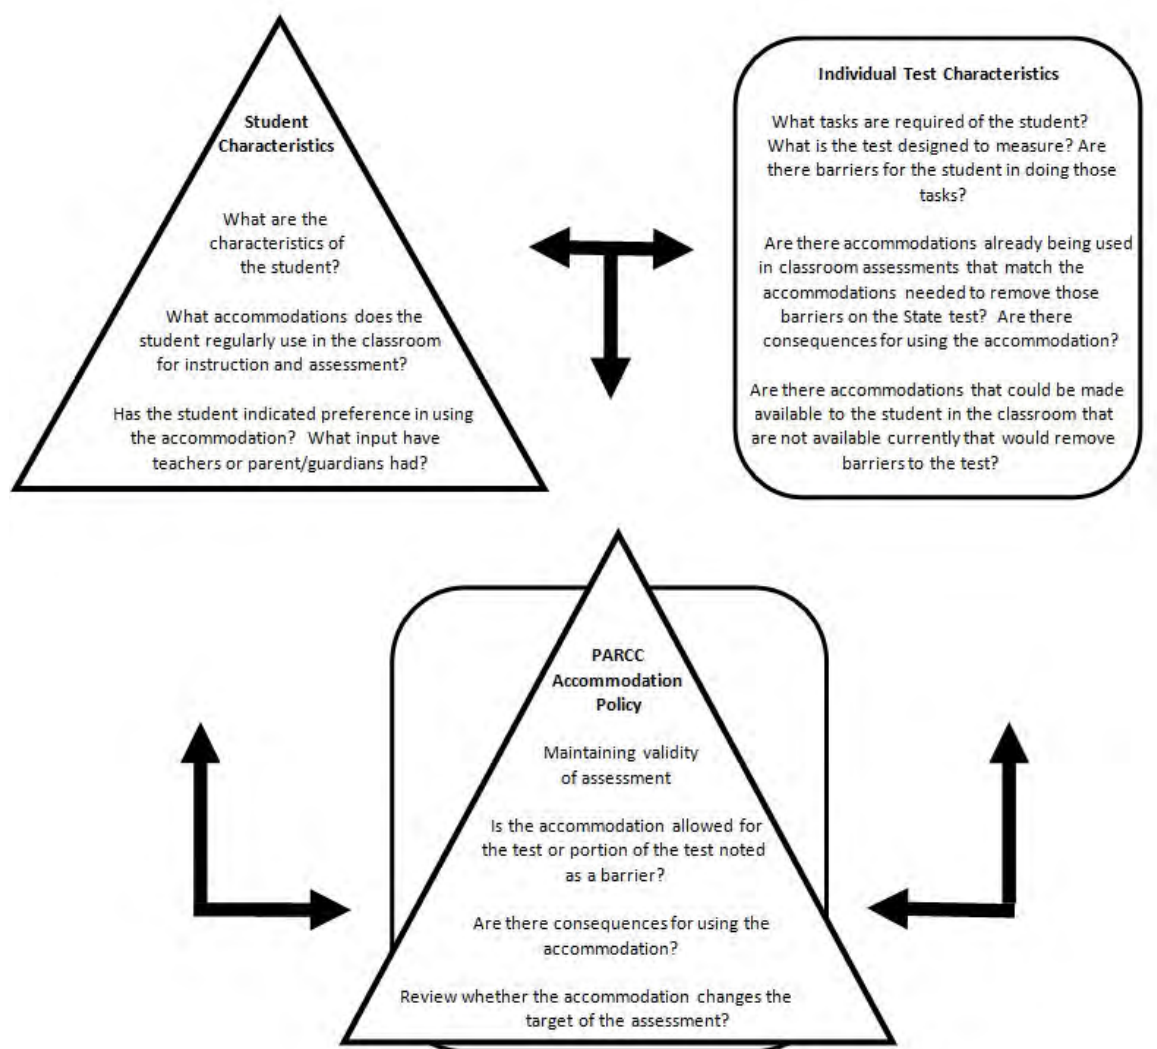 Student
Characteristics
What are the
characteristics of
the student?
What accommodations does the
student regularly use in the classroom
for instruction and assessment?
Has the student indicated preference in using
the accommodation? What input have
teachers or parent/guardians had?
Individual Test Characteristics
What tasks are required of the student?
What is the test designed to measure? Are
there barriers for the student in doing those
tasks?
Are there accommodations already being used
in classroom assessments that match the
accommodations needed to remove those
barriers on the State test? Are there
consequences for using the accommodation?
Are there accommodations that could be made
available to the student in the classroom that
are not available currently that would remove
barriers to the test?
PARCC
Accommodation
Policy
Maintaining validity
of assessment
Is the accommodation allowed for
the test or portion of the test noted
as a barrier?
Are there consequences for using the
accommodation?
Review whether the accommodation changes the
target of the assessment?